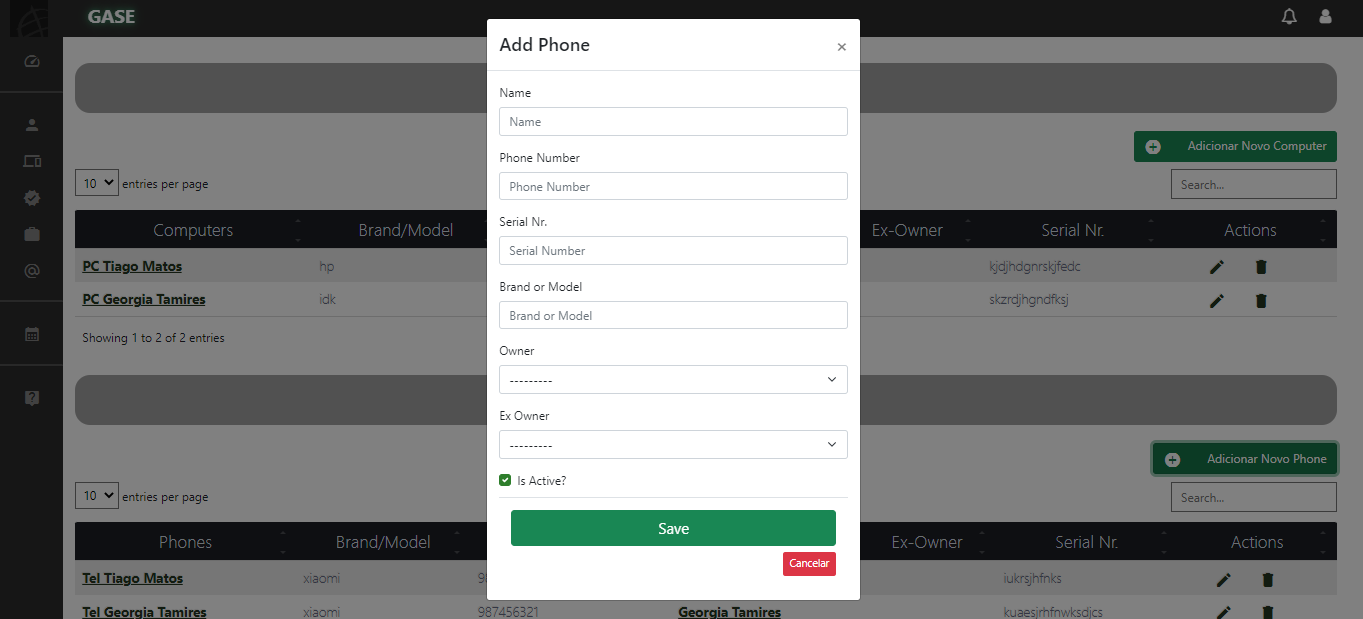 GASE
Add Phone
×
Name
Name
Phone Number
Phone Number
Serial Nr.
Serial Number
Brand or Model
Brand or Model
Owner
---------
Ex Owner
---------
Is Active?
Save
Cancelar
Adicionar Novo Computer
10 entries per page
Search...
Computers Brand/Model Ex-Owner Serial Nr. Actions
PC Tiago Matos hp kjdjhdgnrskjfedc
PC Georgia Tamires idk skzrdjhgndfksj
Showing 1 to 2 of 2 entries
Adicionar Novo Phone
10 entries per page
Search...
Phones Brand/Model Ex-Owner Serial Nr. Actions
Tel Tiago Matos xiaomi iukrsjhfnks
Tel Georgia Tamires xiaomi 987456321 Georgia Tamires kuaesjrhfnwksdjcs